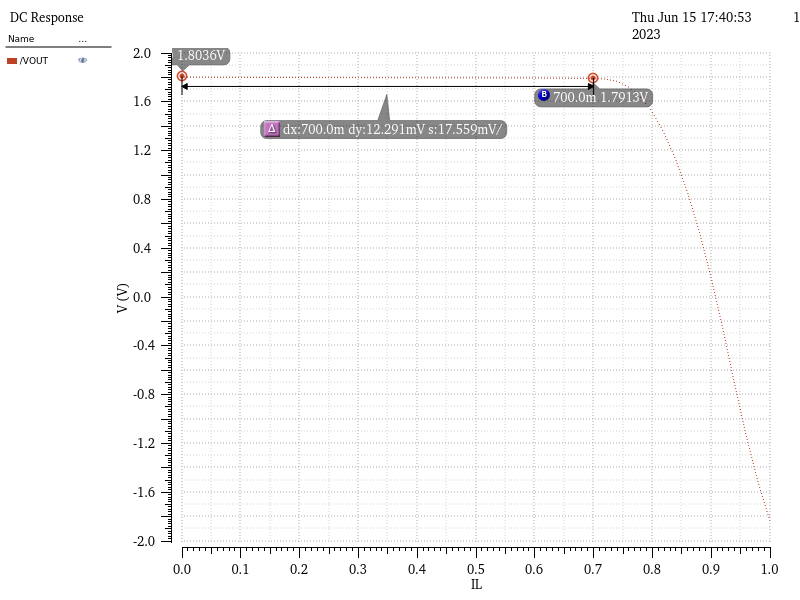 DC Response
Thu Jun 15 17:40:53 1
2023
Name ...
/VOUT
2.0
1.8036V
1.6
B 700.0m 1.7913V
Δ dx:700.0m dy:12.291mV s:17.559mV/
1.2
0.8
0.4
V (V)
0.0
-0.4
-0.8
-1.2
-1.6
-2.0
0.0 0.1 0.2 0.3 0.4 0.5 0.6 0.7 0.8 0.9 1.0
IL